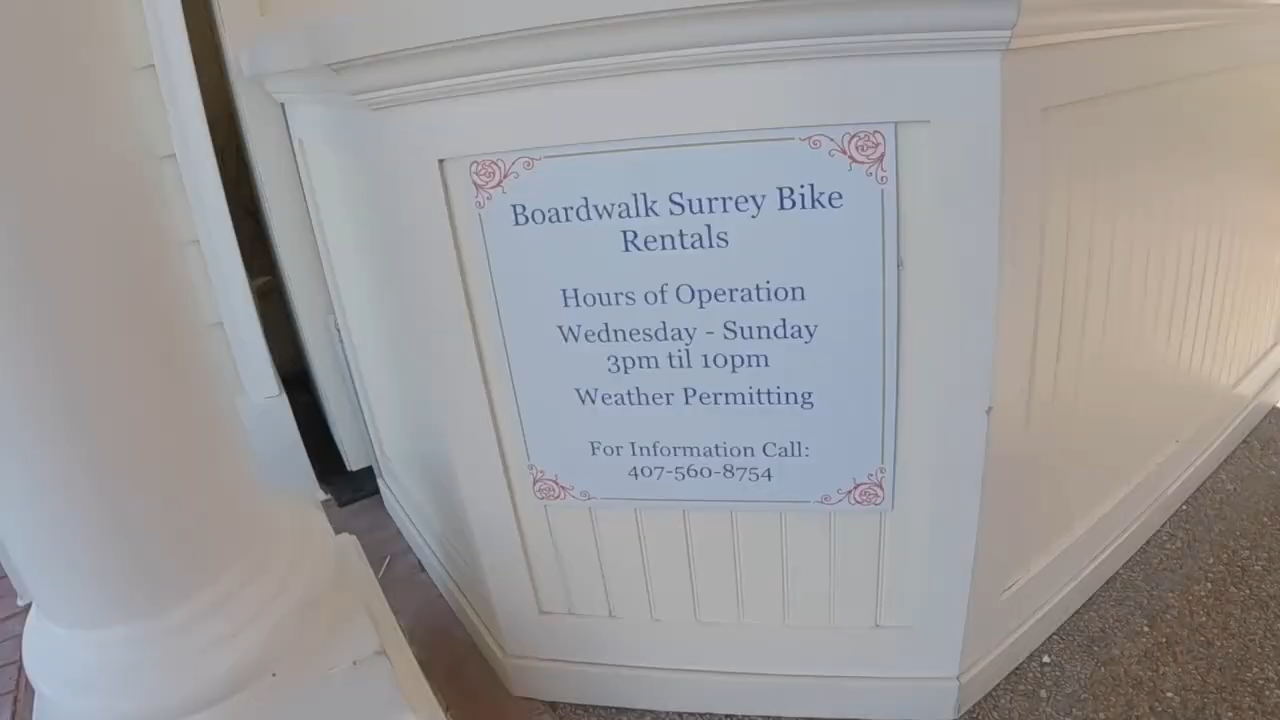 Boardwalk Surrey Bike
Rentals
Hours of Operation
Wednesday - Sunday
3pm til 10pm
Weather Permitting
For Information Call:
407-560-8754